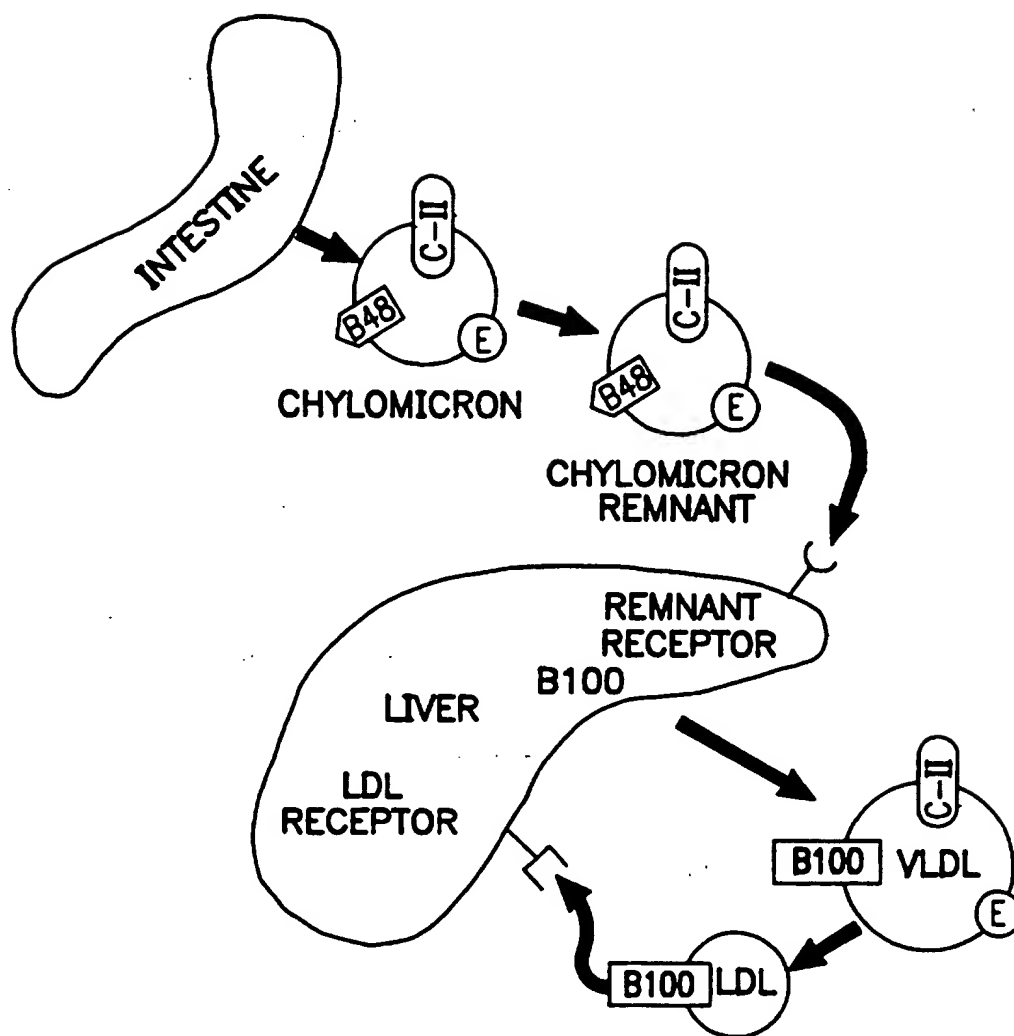 INTESTINE
C-II
B48
E
CHYLOMICRON
C-II
B48
E
CHYLOMICRON
REMNANT
REMNANT
RECEPTOR
B100
LIVER
LDL
RECEPTOR
C-II
B100
VLDL
E
B100
LDL